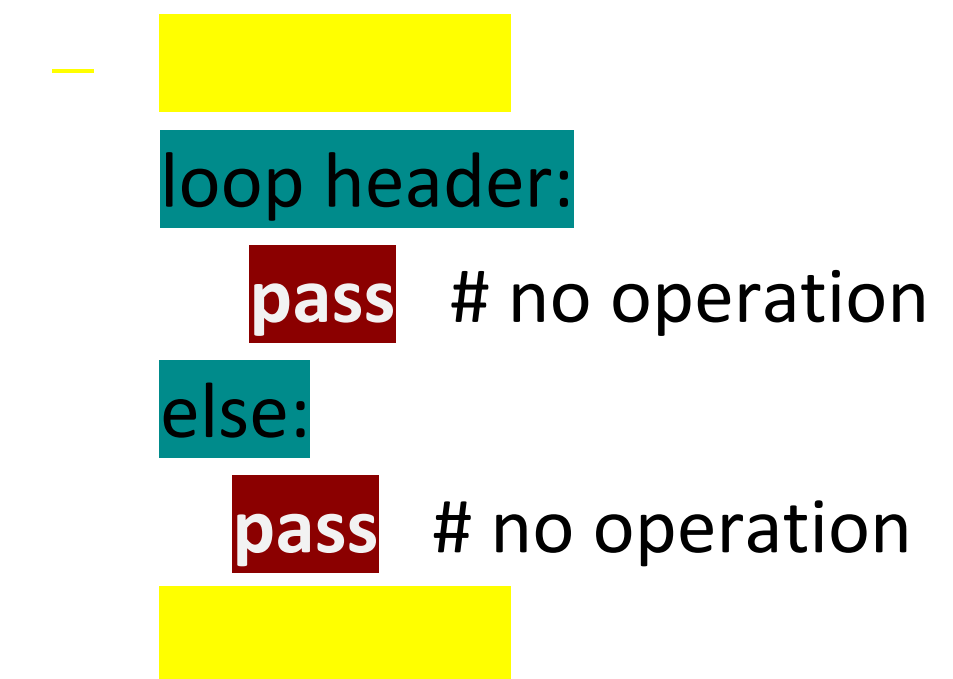 loop header:
pass # no operation
else:
pass # no operation